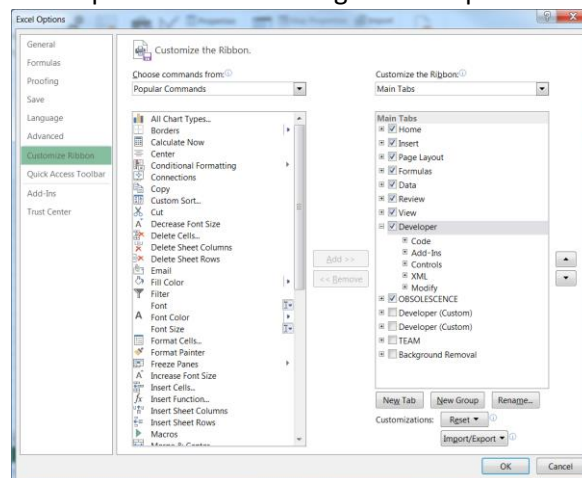 Excel Options
General
Formulas
Proofing
Save
Language
Advanced
Customize Ribbon
Quick Access Toolbar
Add-Ins
Trust Center
Customize the Ribbon.
Choose commands from:
Popular Commands
All Chart Types...
Borders
Calculate Now
Center
Conditional Formatting
Connections
Copy
Custom Sort...
Cut
Decrease Font Size
Delete Cells...
Delete Sheet Columns
Delete Sheet Rows
Email
Fill Color
Filter
Font
Font Color
Font Size
Format Cells...
Format Painter
Freeze Panes
Increase Font Size
Insert Cells...
Insert Function...
Insert Sheet Columns
Insert Sheet Rows
Macros
Merge & Center
Add >>
<< Remove
Customize the Ribbon:
Main Tabs
Main Tabs
Home
Insert
Page Layout
Formulas
Data
Review
View
Developer
Code
Add-Ins
Controls
XML
Modify
OBSOLESCENCE
Developer (Custom)
Developer (Custom)
TEAM
Background Removal
New Tab
New Group
Rename...
Customizations:
Reset
Import/Export
OK
Cancel